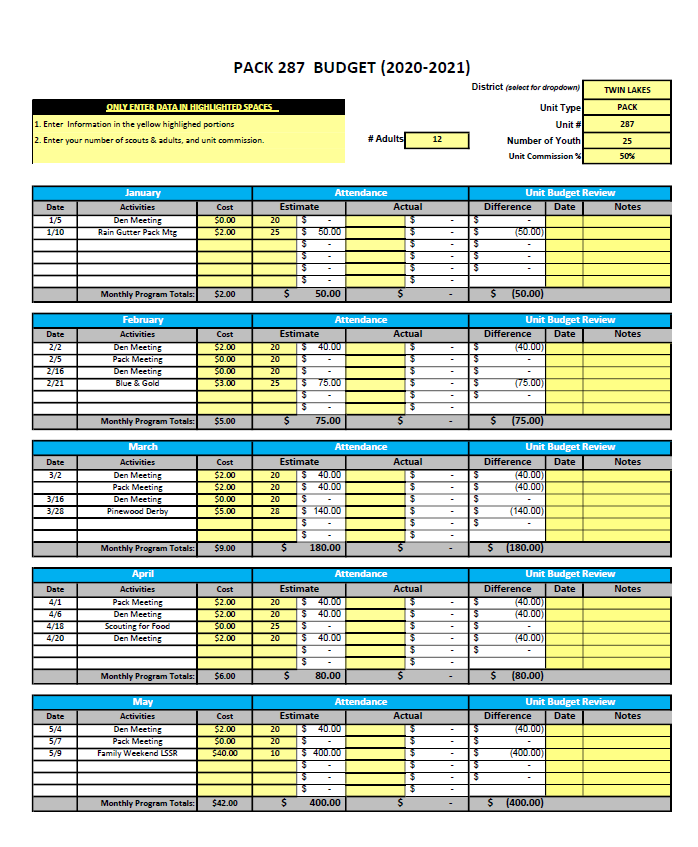 PACK 287 BUDGET (2020-2021)
District (select for dropdown) TWIN LAKES
ONLY ENTER DATA IN HIGHLIGHTED SPACES
Unit Type PACK
1. Enter Information in the yellow highlighed portions
Unit # 287
2. Enter your number of scouts & adults, and unit commission.
# Adults 12
Number of Youth 25
Unit Commission % 50%
January Attendance Unit Budget Review
Date Activities Cost Estimate Actual Difference Date Notes
1/5 Den Meeting $0.00 20 $ - $ - $ -
1/10 Rain Gutter Pack Mtg $2.00 25 $ 50.00 $ - $ (50.00)
$ - $ - $ -
$ - $ - $ -
$ - $ - $ -
$ - $ -
Monthly Program Totals: $2.00 $ 50.00 $ - $ (50.00)
February Attendance Unit Budget Review
Date Activities Cost Estimate Actual Difference Date Notes
2/2 Den Meeting $2.00 20 $ 40.00 $ - $ (40.00)
2/5 Pack Meeting $0.00 20 $ - $ - $ -
2/16 Den Meeting $0.00 20 $ - $ - $ -
2/21 Blue & Gold $3.00 25 $ 75.00 $ - $ (75.00)
$ - $ - $ -
$ - $ -
Monthly Program Totals: $5.00 $ 75.00 $ - $ (75.00)
March Attendance Unit Budget Review
Date Activities Cost Estimate Actual Difference Date Notes
3/2 Den Meeting $2.00 20 $ 40.00 $ - $ (40.00)
Pack Meeting $2.00 20 $ 40.00 $ - $ (40.00)
3/16 Den Meeting $0.00 20 $ - $ - $ -
3/28 Pinewood Derby $5.00 28 $ 140.00 $ - $ (140.00)
$ - $ - $ -
$ - $ -
Monthly Program Totals: $9.00 $ 180.00 $ - $ (180.00)
April Attendance Unit Budget Review
Date Activities Cost Estimate Actual Difference Date Notes
4/1 Pack Meeting $2.00 20 $ 40.00 $ - $ (40.00)
4/6 Den Meeting $2.00 20 $ 40.00 $ - $ (40.00)
4/18 Scouting for Food $0.00 25 $ - $ - $ -
4/20 Den Meeting $2.00 20 $ 40.00 $ - $ (40.00)
$ - $ - $ -
$ - $ -
Monthly Program Totals: $6.00 $ 80.00 $ - $ (80.00)
May Attendance Unit Budget Review
Date Activities Cost Estimate Actual Difference Date Notes
5/4 Den Meeting $2.00 20 $ 40.00 $ - $ (40.00)
5/7 Pack Meeting $0.00 20 $ - $ - $ -
5/9 Family Weekend LSSR $40.00 10 $ 400.00 $ - $ (400.00)
$ - $ - $ -
$ - $ - $ -
$ - $ -
Monthly Program Totals: $42.00 $ 400.00 $ - $ (400.00)